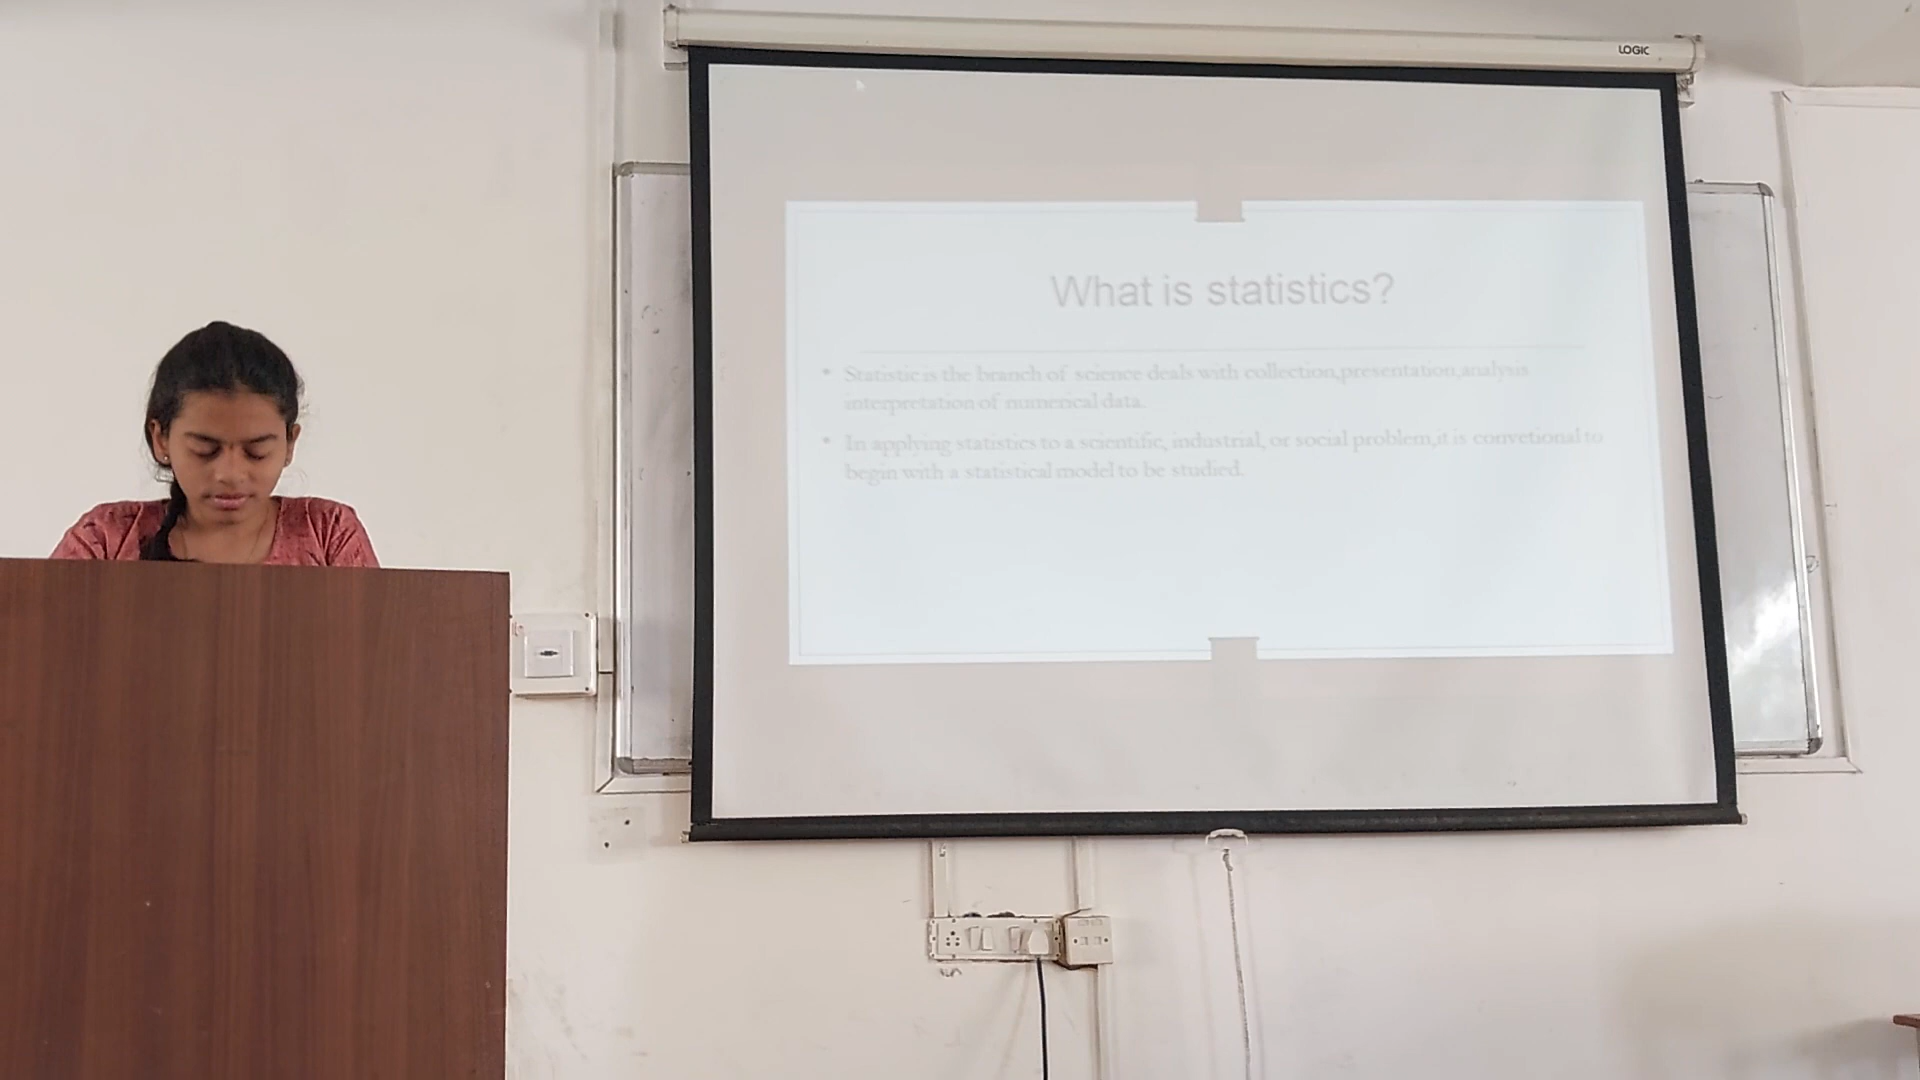 LOGIC
What is statistics?
• Statistic is the branch of science deals with collection,presentation,analysis
interpretation of numerical data.
• In applying statistics to a scientific, industrial, or social problem,it is convetional to
begin with a statistical model to be studied.